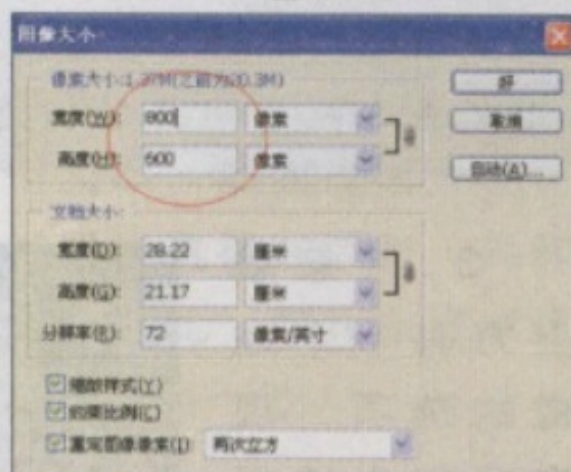 图像大小
像素大小:1.37M(之前为20.3M)
好
宽度(W): 800 像素
取消
高度(H): 600 像素
自动(A)...
文档大小:
宽度(D): 28.22 厘米
高度(G): 21.17 厘米
分辨率(R): 72 像素/英寸
缩放样式(Y)
约束比例(C)
重定图像像素(I): 两次立方